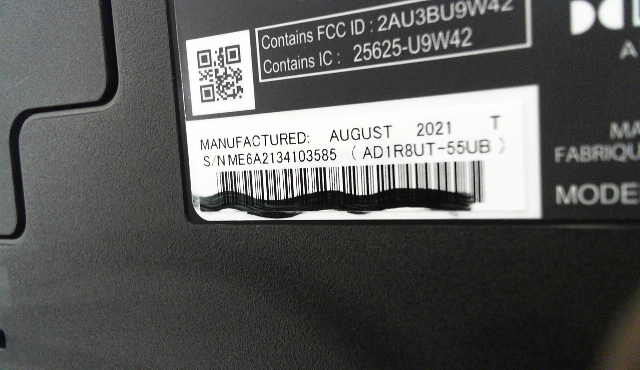 Contains FCC ID : 2AU3BU9W42
Contains IC : 25625-U9W42
MANUFACTURED: AUGUST 2021 T
S/N ME6A2134103585 ( AD1R8UT-55UB )
A
MA
FABRIQU
MODE